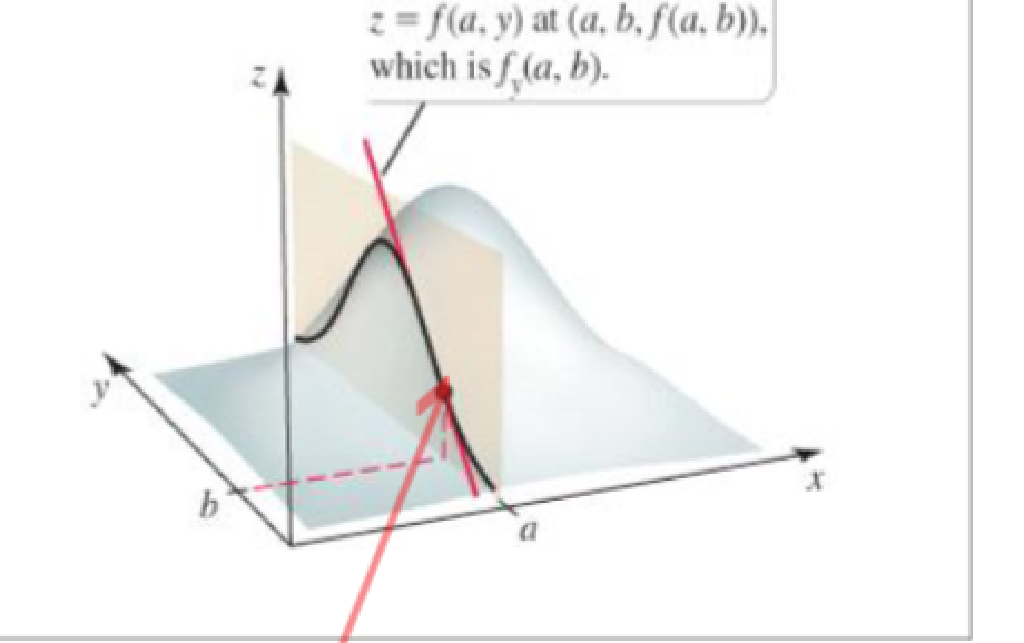 z = f(a, y) at (a, b, f(a, b)),
which is f_y(a, b).
z
y
x
b
a